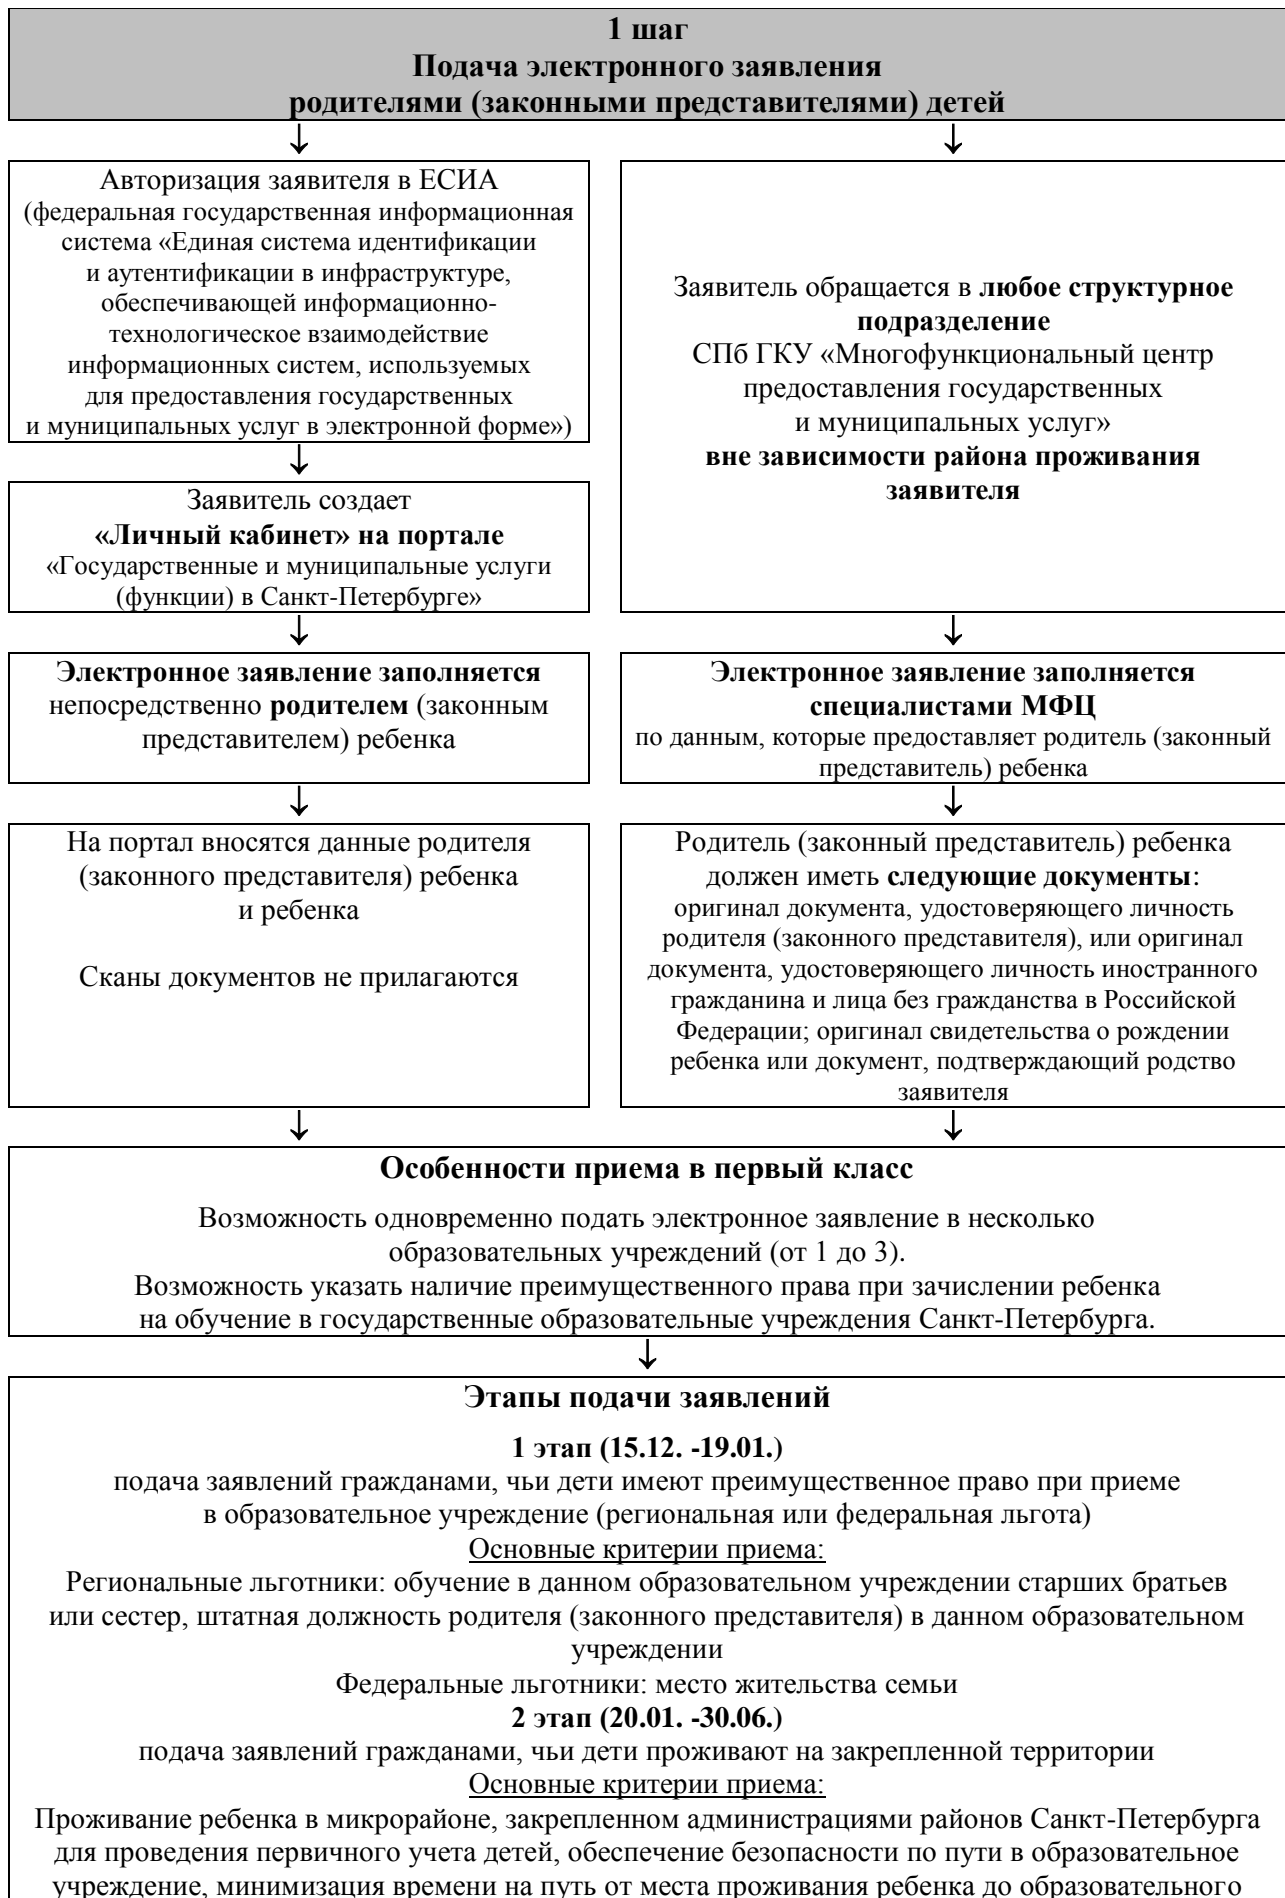 1 шаг
Подача электронного заявления
родителями (законными представителями) детей
Авторизация заявителя в ЕСИА
(федеральная государственная информационная
система «Единая система идентификации
и аутентификации в инфраструктуре,
обеспечивающей информационно-
технологическое взаимодействие
информационных систем, используемых
для предоставления государственных
и муниципальных услуг в электронной форме»)
Заявитель создает
«Личный кабинет» на портале
«Государственные и муниципальные услуги
(функции) в Санкт-Петербурге»
Электронное заявление заполняется
непосредственно родителем (законным
представителем) ребенка
На портал вносятся данные родителя
(законного представителя) ребенка
и ребенка
Сканы документов не прилагаются
Заявитель обращается в любое структурное
подразделение
СПб ГКУ «Многофункциональный центр
предоставления государственных
и муниципальных услуг»
вне зависимости района проживания
заявителя
Электронное заявление заполняется
специалистами МФЦ
по данным, которые предоставляет родитель (законный
представитель) ребенка
Родитель (законный представитель) ребенка
должен иметь следующие документы:
оригинал документа, удостоверяющего личность
родителя (законного представителя), или оригинал
документа, удостоверяющего личность иностранного
гражданина и лица без гражданства в Российской
Федерации; оригинал свидетельства о рождении
ребенка или документ, подтверждающий родство
заявителя
Особенности приема в первый класс
Возможность одновременно подать электронное заявление в несколько
образовательных учреждений (от 1 до 3).
Возможность указать наличие преимущественного права при зачислении ребенка
на обучение в государственные образовательные учреждения Санкт-Петербурга.
Этапы подачи заявлений
1 этап (15.12. -19.01.)
подача заявлений гражданами, чьи дети имеют преимущественное право при приеме
в образовательное учреждение (региональная или федеральная льгота)
Основные критерии приема:
Региональные льготники: обучение в данном образовательном учреждении старших братьев
или сестер, штатная должность родителя (законного представителя) в данном образовательном
учреждении
Федеральные льготники: место жительства семьи
2 этап (20.01. -30.06.)
подача заявлений гражданами, чьи дети проживают на закрепленной территории
Основные критерии приема:
Проживание ребенка в микрорайоне, закрепленном администрациями районов Санкт-Петербурга
для проведения первичного учета детей, обеспечение безопасности по пути в образовательное
учреждение, минимизация времени на путь от места проживания ребенка до образовательного